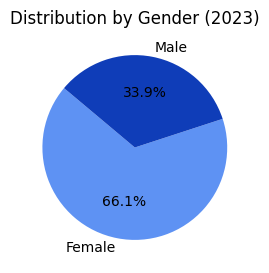 Distribution by Gender (2023)
Male
33.9%
66.1%
Female